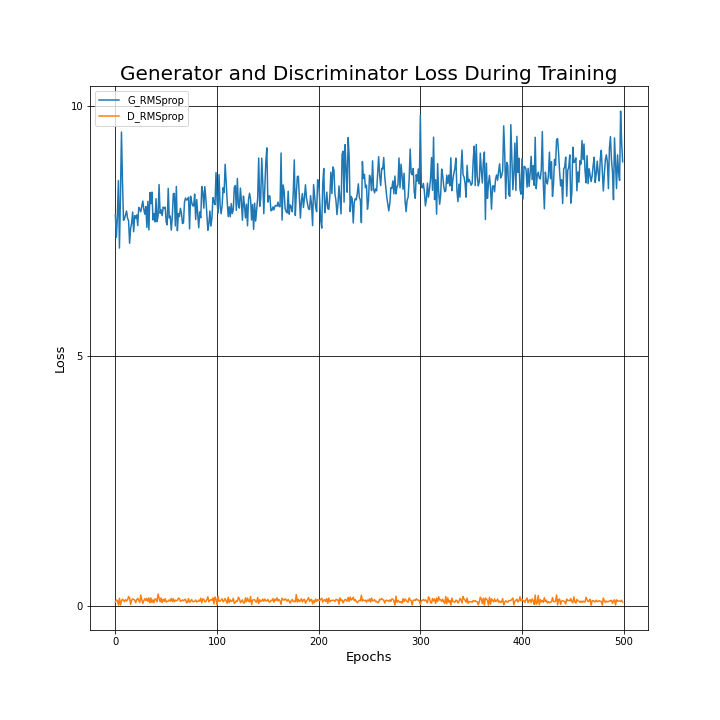 Generator and Discriminator Loss During Training
G_RMSprop
D_RMSprop
10
5
0
Loss
0 100 200 300 400 500
Epochs